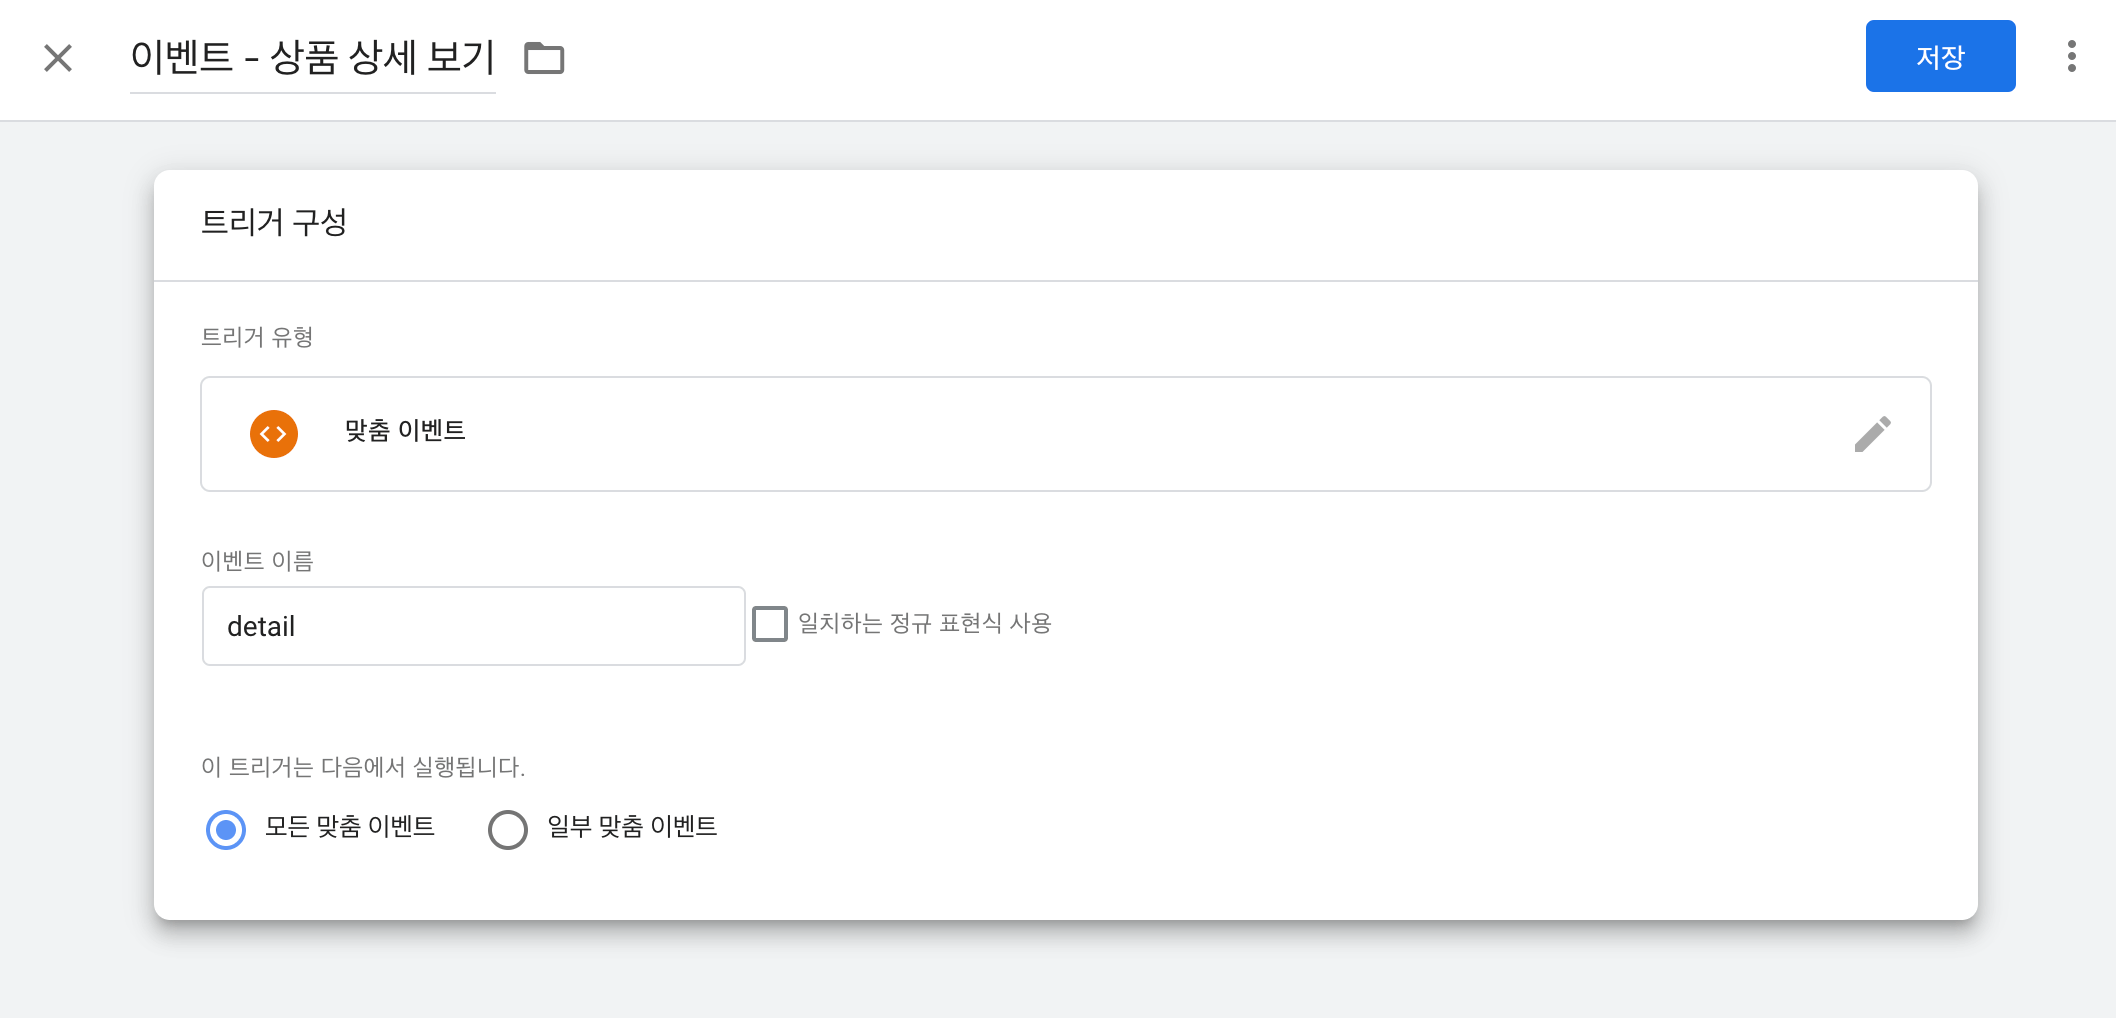 이벤트 - 상품 상세 보기
저장
트리거 구성
트리거 유형
맞춤 이벤트
이벤트 이름
detail
일치하는 정규 표현식 사용
이 트리거는 다음에서 실행됩니다.
모든 맞춤 이벤트
일부 맞춤 이벤트